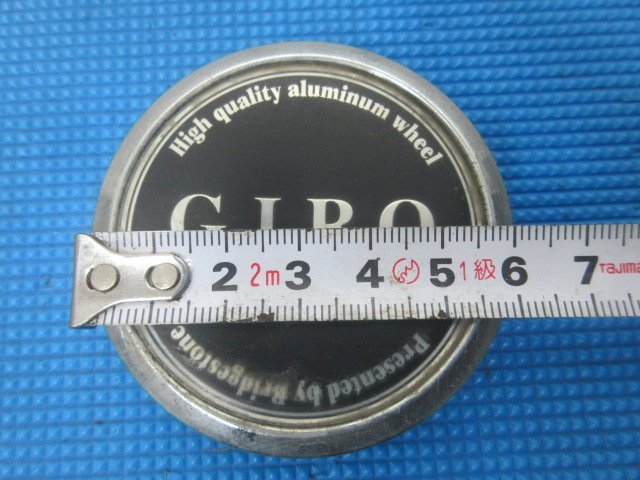 High quality aluminum wheel
GIRO
2 2m 3 4 5 1級 6 7 Tajima
Presented by Bridgestone